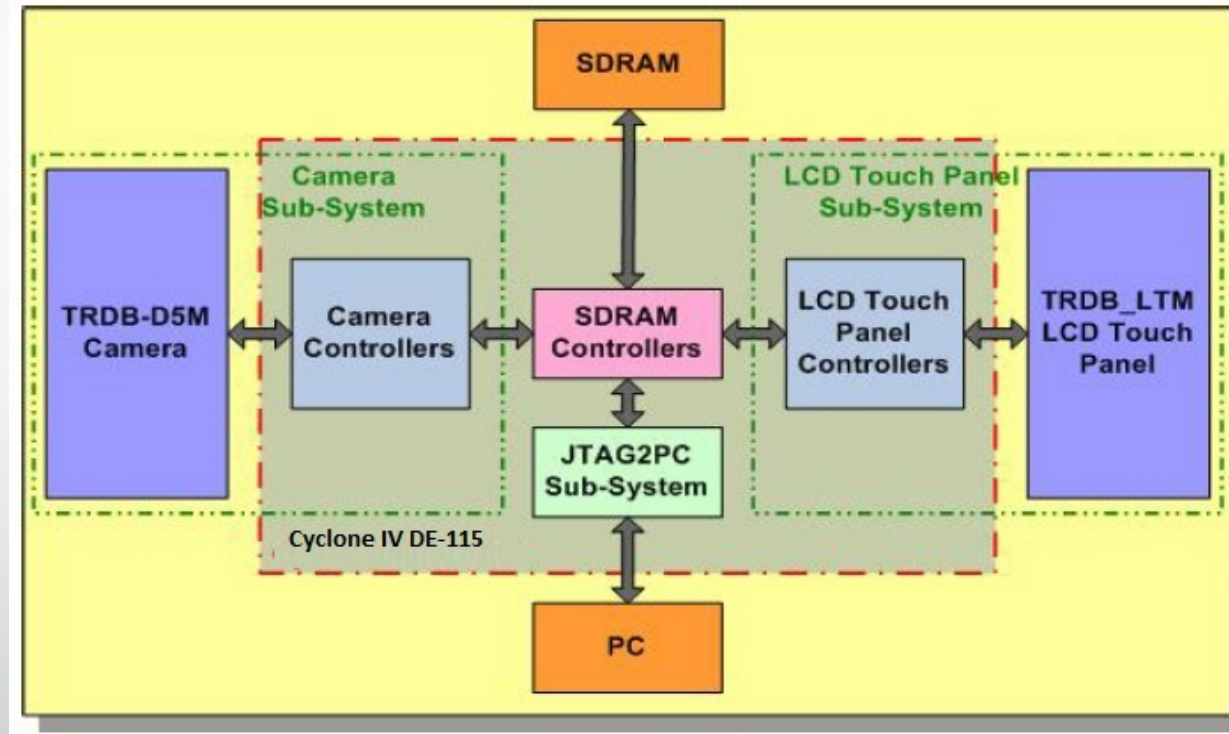 SDRAM
Camera
Sub-System
LCD Touch Panel
Sub-System
TRDB-D5M
Camera
Camera
Controllers
SDRAM
Controllers
LCD Touch
Panel
Controllers
TRDB_LTM
LCD Touch
Panel
JTAG2PC
Sub-System
Cyclone IV DE-115
PC